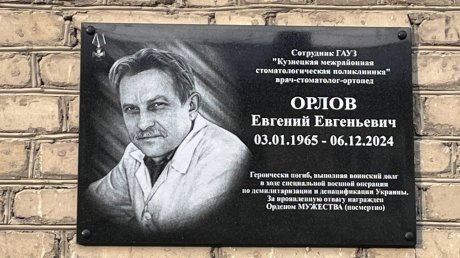 Сотрудник ГАУЗ
"Кузнецкая межрайонная
стоматологическая поликлиника"
врач-стоматолог-ортопед
ОРЛОВ
Евгений Евгеньевич
03.01.1965 - 06.12.2024
Героически погиб, выполняя воинский долг
в ходе специальной военной операции
по демилитаризации и денацификации Украины.
За проявленную отвагу награжден
Орденом МУЖЕСТВА (посмертно)